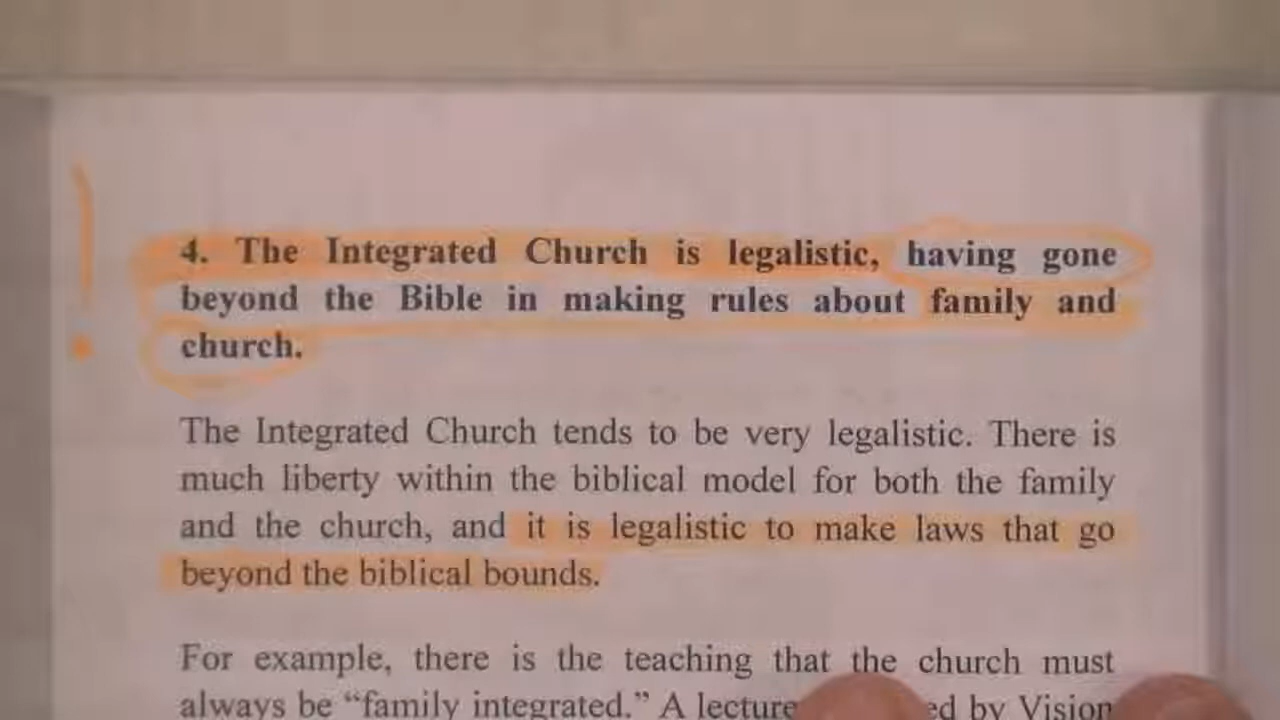 4. The Integrated Church is legalistic, having gone
beyond the Bible in making rules about family and
church.
The Integrated Church tends to be very legalistic. There is
much liberty within the biblical model for both the family
and the church, and it is legalistic to make laws that go
beyond the biblical bounds.
For example, there is the teaching that the church must
always be “family integrated.” A lecture ed by Vision